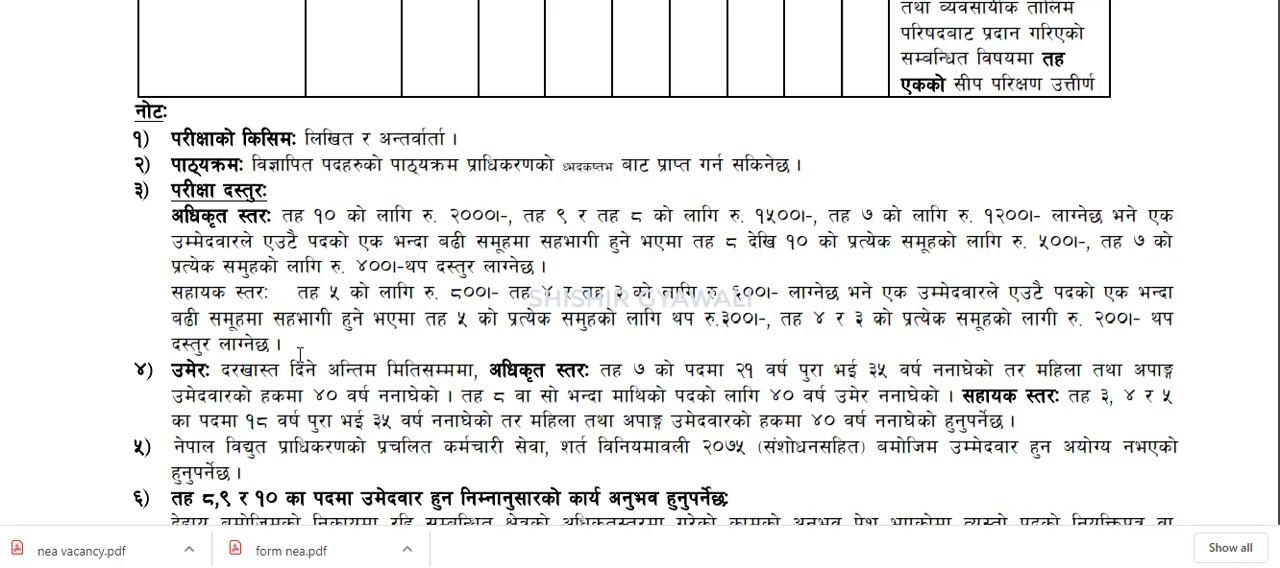 तथा व्यवसायीक तालिम
परिषदबाट प्रदान गरिएको
सम्बन्धित विषयमा तह
एकको सीप परिक्षण उत्तीर्ण
नोटः
१) परीक्षाको किसिमः लिखित र अन्तर्वार्ता ।
२) पाठ्यक्रमः विज्ञापित पदहरुको पाठ्यक्रम प्राधिकरणको ध्भदकष्तभ बाट प्राप्त गर्न सकिनेछ ।
३) परीक्षा दस्तुरः
अधिकृत स्तरः तह १० को लागि रु. २०००।-, तह ९ र तह ८ को लागि रु. १५००।-, तह ७ को लागि रु. १२००।- लाग्नेछ भने एक
उम्मेदवारले एउटै पदको एक भन्दा बढी समूहमा सहभागी हुने भएमा तह ८ देखि १० को प्रत्येक समूहको लागि रु. ५००।-, तह ७ को
प्रत्येक समुहको लागि रु. ४००।-थप दस्तुर लाग्नेछ ।
सहायक स्तरः तह ५ को लागि रु. ८००।- तह ४ र तह ३ को लागि रु ६००।- लाग्नेछ भने एक उम्मेदवारले एउटै पदको एक भन्दा
SHISHIR GYAWALI
बढी समूहमा सहभागी हुने भएमा तह ५ को प्रत्येक समुहको लागि थप रु.३००।-, तह ४ र ३ को प्रत्येक समूहको लागी रु. २००।- थप
दस्तुर लाग्नेछ ।
४) उमेरः दरखास्त दिने अन्तिम मितिसम्ममा, अधिकृत स्तरः तह ७ को पदमा २१ वर्ष पुरा भई ३५ वर्ष ननाघेको तर महिला तथा अपाङ्ग
उमेदवारको हकमा ४० वर्ष ननाघेको । तह ८ वा सो भन्दा माथिको पदको लागि ४० वर्ष उमेर ननाघेको । सहायक स्तरः तह ३, ४ र ५
का पदमा १८ वर्ष पुरा भई ३५ वर्ष ननाघेको तर महिला तथा अपाङ्ग उमेदवारको हकमा ४० वर्ष ननाघेको हुनुपर्नेछ ।
५) नेपाल विद्युत प्राधिकरणको प्रचलित कर्मचारी सेवा, शर्त विनियमावली २०७५ (संशोधनसहित) बमोजिम उम्मेदवार हुन अयोग्य नभएको
हुनुपर्नेछ ।
६) तह ८,९ र १० का पदमा उमेदवार हुन निम्नानुसारको कार्य अनुभव हुनुपर्नेछः
nea vacancy.pdf
form nea.pdf
Show all